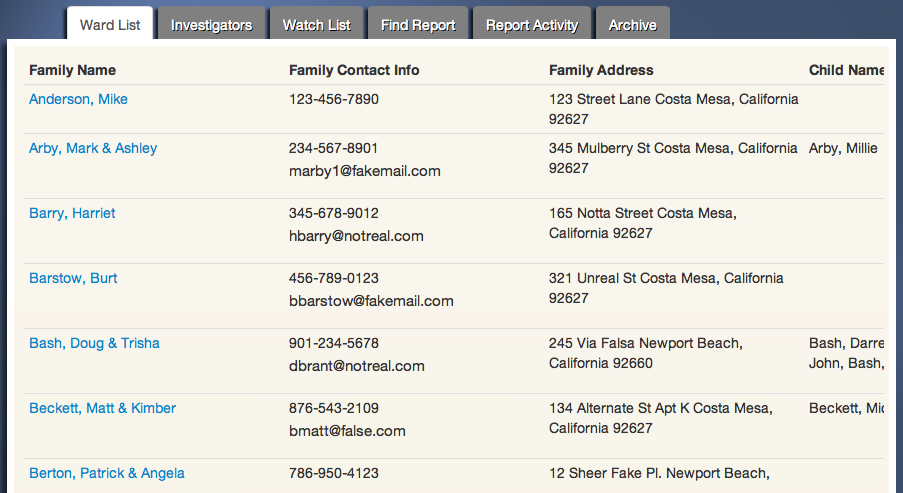 Ward List Investigators Watch List Find Report Report Activity Archive
Family Name Family Contact Info Family Address Child Name
Anderson, Mike 123-456-7890 123 Street Lane Costa Mesa, California
92627
Arby, Mark & Ashley 234-567-8901 345 Mulberry St Costa Mesa, California Arby, Millie
marby1@fakemail.com 92627
Barry, Harriet 345-678-9012 165 Notta Street Costa Mesa,
hbarry@notreal.com California 92627
Barstow, Burt 456-789-0123 321 Unreal St Costa Mesa, California
bbarstow@fakemail.com 92627
Bash, Doug & Trisha 901-234-5678 245 Via Falsa Newport Beach, Bash, Darre
dbrant@notreal.com California 92660 John, Bash,
Beckett, Matt & Kimber 876-543-2109 134 Alternate St Apt K Costa Mesa, Beckett,
bmatt@false.com California 92627
Berton, Patrick & Angela 786-950-4123 12 Sheer Fake Pl. Newport Beach,